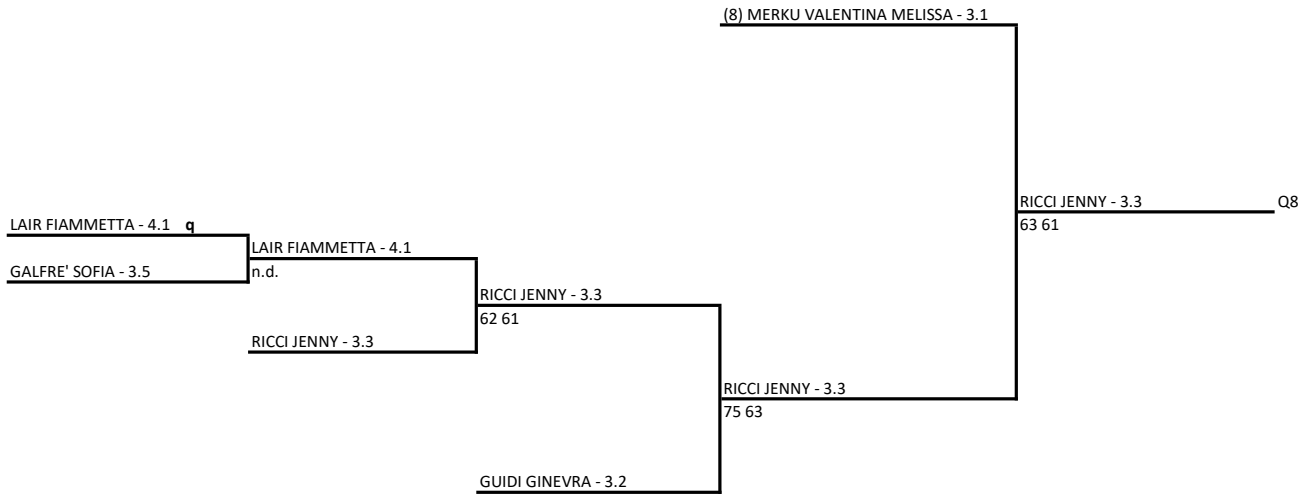 (8) MERKU VALENTINA MELISSA - 3.1
RICCI JENNY - 3.3 Q8
63 61
LAIR FIAMMETTA - 4.1 q
LAIR FIAMMETTA - 4.1
GALFRE' SOFIA - 3.5
n.d.
RICCI JENNY - 3.3
62 61
RICCI JENNY - 3.3
RICCI JENNY - 3.3
75 63
GUIDI GINEVRA - 3.2